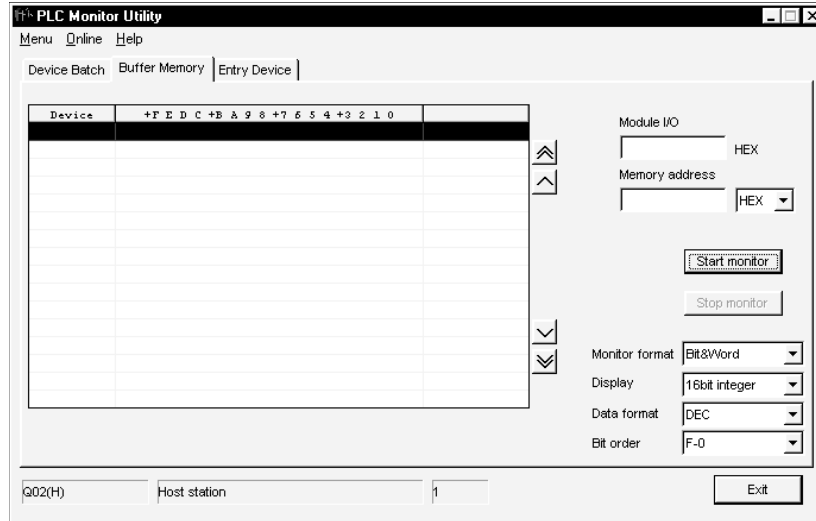 PLC Monitor Utility
Menu Online Help
Device Batch Buffer Memory Entry Device
Device +F E D C +B A 9 8 +7 6 5 4 +3 2 1 0
Module I/O
HEX
Memory address
HEX
Start monitor
Stop monitor
Monitor format Bit&Word
Display 16bit integer
Data format DEC
Bit order F-0
Q02(H) Host station 1 Exit